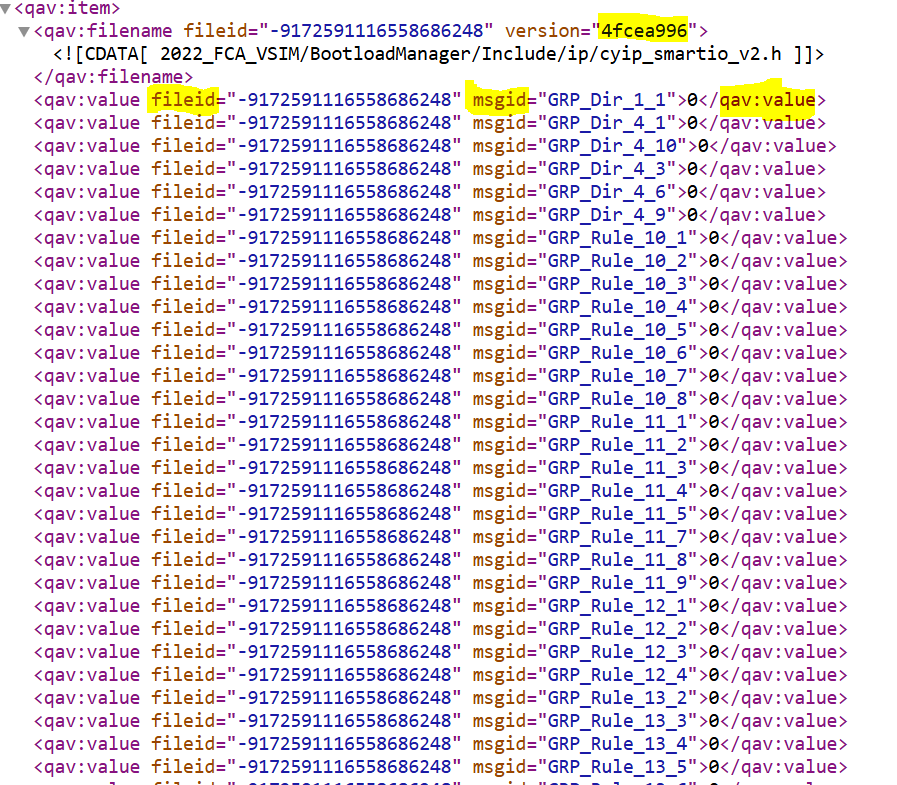 <qav:item>
<qav:filename fileid="-9172591116558686248" version="4fcea996">
<![CDATA[ 2022_FCA_VSIM/BootloadManager/Include/ip/cyip_smartio_v2.h ]]>
</qav:filename>
<qav:value fileid="-9172591116558686248" msgid="GRP_Dir_1_1">0</qav:value>
<qav:value fileid="-9172591116558686248" msgid="GRP_Dir_4_1">0</qav:value>
<qav:value fileid="-9172591116558686248" msgid="GRP_Dir_4_10">0</qav:value>
<qav:value fileid="-9172591116558686248" msgid="GRP_Dir_4_3">0</qav:value>
<qav:value fileid="-9172591116558686248" msgid="GRP_Dir_4_6">0</qav:value>
<qav:value fileid="-9172591116558686248" msgid="GRP_Dir_4_9">0</qav:value>
<qav:value fileid="-9172591116558686248" msgid="GRP_Rule_10_1">0</qav:value>
<qav:value fileid="-9172591116558686248" msgid="GRP_Rule_10_2">0</qav:value>
<qav:value fileid="-9172591116558686248" msgid="GRP_Rule_10_3">0</qav:value>
<qav:value fileid="-9172591116558686248" msgid="GRP_Rule_10_4">0</qav:value>
<qav:value fileid="-9172591116558686248" msgid="GRP_Rule_10_5">0</qav:value>
<qav:value fileid="-9172591116558686248" msgid="GRP_Rule_10_6">0</qav:value>
<qav:value fileid="-9172591116558686248" msgid="GRP_Rule_10_7">0</qav:value>
<qav:value fileid="-9172591116558686248" msgid="GRP_Rule_10_8">0</qav:value>
<qav:value fileid="-9172591116558686248" msgid="GRP_Rule_11_1">0</qav:value>
<qav:value fileid="-9172591116558686248" msgid="GRP_Rule_11_2">0</qav:value>
<qav:value fileid="-9172591116558686248" msgid="GRP_Rule_11_3">0</qav:value>
<qav:value fileid="-9172591116558686248" msgid="GRP_Rule_11_4">0</qav:value>
<qav:value fileid="-9172591116558686248" msgid="GRP_Rule_11_5">0</qav:value>
<qav:value fileid="-9172591116558686248" msgid="GRP_Rule_11_7">0</qav:value>
<qav:value fileid="-9172591116558686248" msgid="GRP_Rule_11_8">0</qav:value>
<qav:value fileid="-9172591116558686248" msgid="GRP_Rule_11_9">0</qav:value>
<qav:value fileid="-9172591116558686248" msgid="GRP_Rule_12_1">0</qav:value>
<qav:value fileid="-9172591116558686248" msgid="GRP_Rule_12_2">0</qav:value>
<qav:value fileid="-9172591116558686248" msgid="GRP_Rule_12_3">0</qav:value>
<qav:value fileid="-9172591116558686248" msgid="GRP_Rule_12_4">0</qav:value>
<qav:value fileid="-9172591116558686248" msgid="GRP_Rule_13_2">0</qav:value>
<qav:value fileid="-9172591116558686248" msgid="GRP_Rule_13_3">0</qav:value>
<qav:value fileid="-9172591116558686248" msgid="GRP_Rule_13_4">0</qav:value>
<qav:value fileid="-9172591116558686248" msgid="GRP_Rule_13_5">0</qav:value>